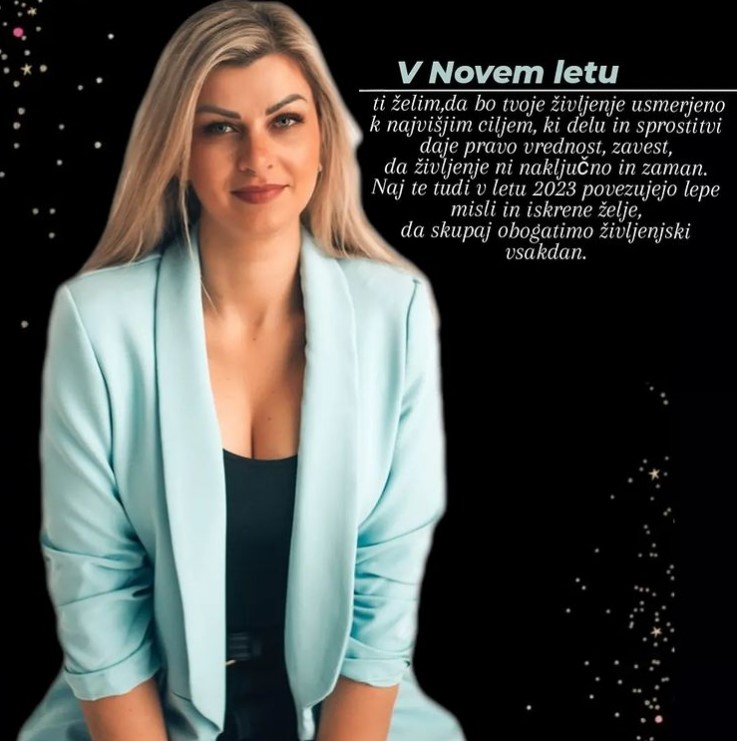 V Novem letu
ti želim,da bo tvoje življenje usmerjeno
k najvišjim ciljem, ki delu in sprostitvi
daje pravo vrednost, zavest,
da življenje ni naključno in zaman.
Naj te tudi v letu 2023 povezujejo lepe
misli in iskrene želje,
da skupaj obogatimo življenjski
vsakdan.